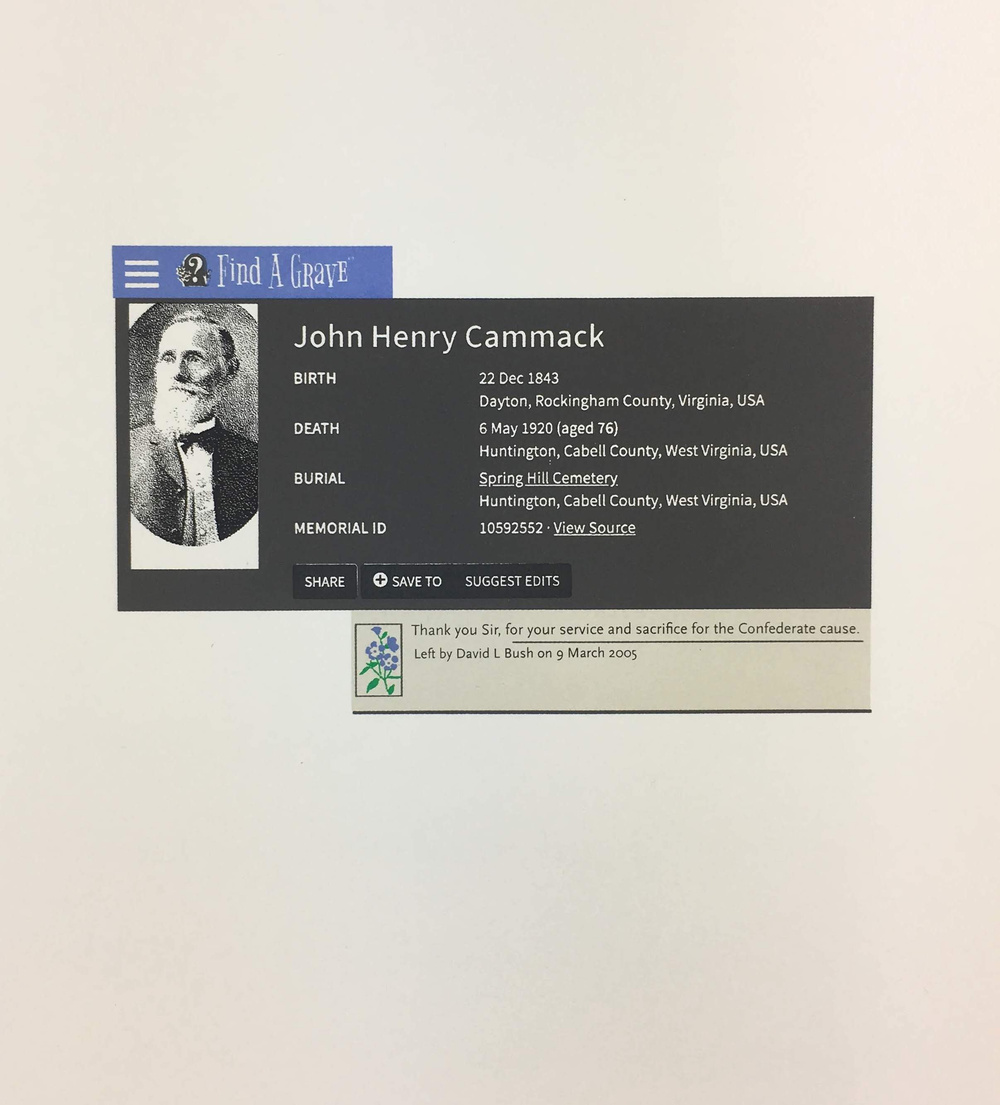 ? Find A Grave
John Henry Cammack
BIRTH 22 Dec 1843
Dayton, Rockingham County, Virginia, USA
DEATH 6 May 1920 (aged 76)
Huntington, Cabell County, West Virginia, USA
BURIAL Spring Hill Cemetery
Huntington, Cabell County, West Virginia, USA
MEMORIAL ID 10592552 · View Source
SHARE SAVE TO SUGGEST EDITS
Thank you Sir, for your service and sacrifice for the Confederate cause.
Left by David L Bush on 9 March 2005